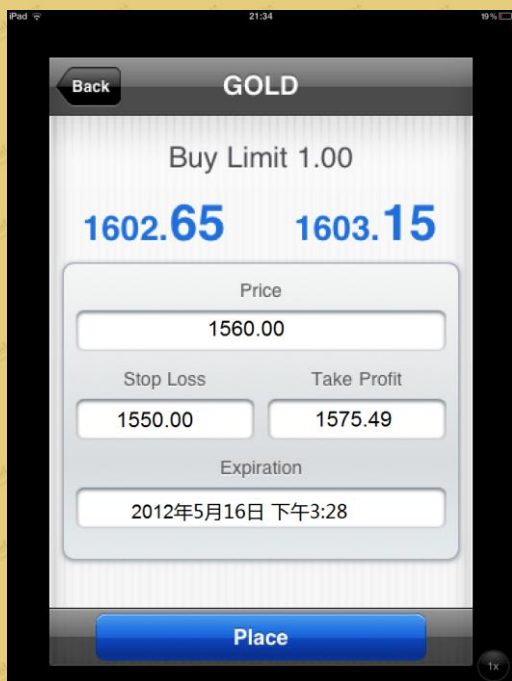 iPad 21:34 19%
Back GOLD
Buy Limit 1.00
1602.65 1603.15
Price
1560.00
Stop Loss Take Profit
1550.00 1575.49
Expiration
2012年5月16日 下午3:28
Place
1x